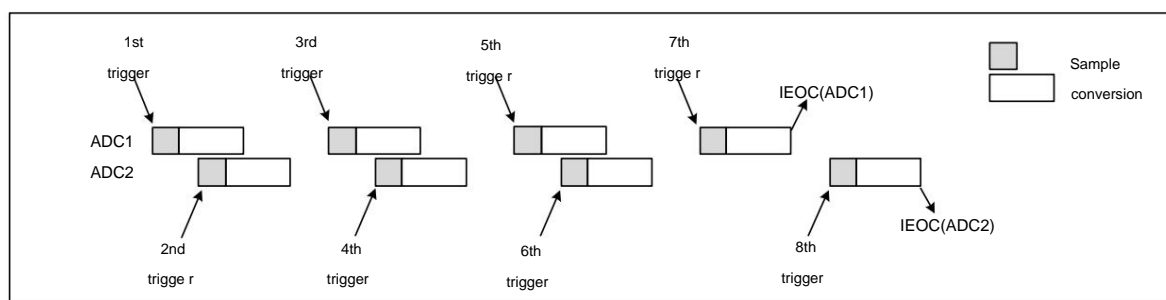 1st
trigger
3rd
trigger
5th
trigge r
7th
trigge r
IEOC(ADC1)
Sample
conversion
ADC1
ADC2
2nd
trigge r
4th
trigger
6th
trigger
8th
trigger
IEOC(ADC2)